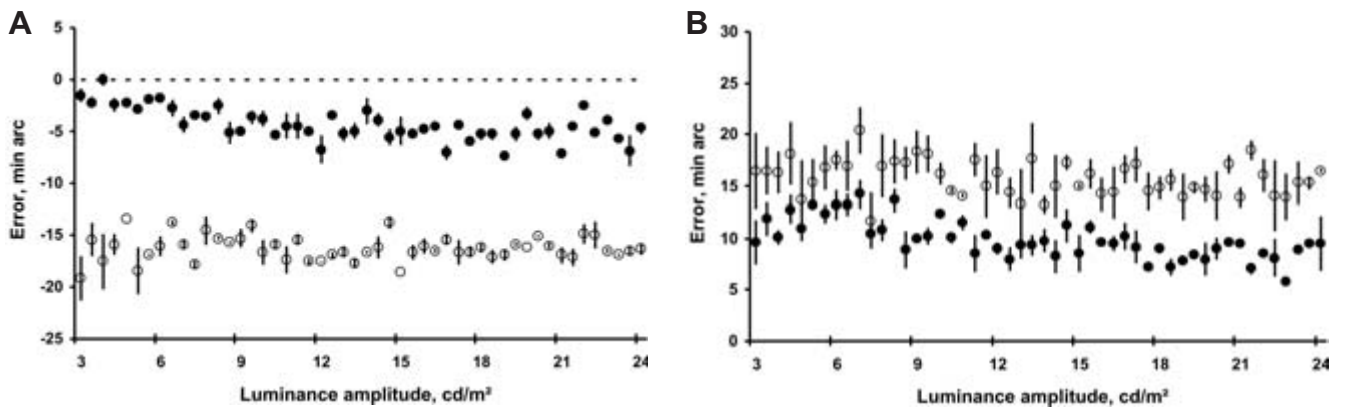 A
Error, min arc
5
0
-5
-10
-15
-20
-25
3 6 9 12 15 18 21 24
Luminance amplitude, cd/m²
B
Error, min arc
30
25
20
15
10
5
0
3 6 9 12 15 18 21 24
Luminance amplitude, cd/m²